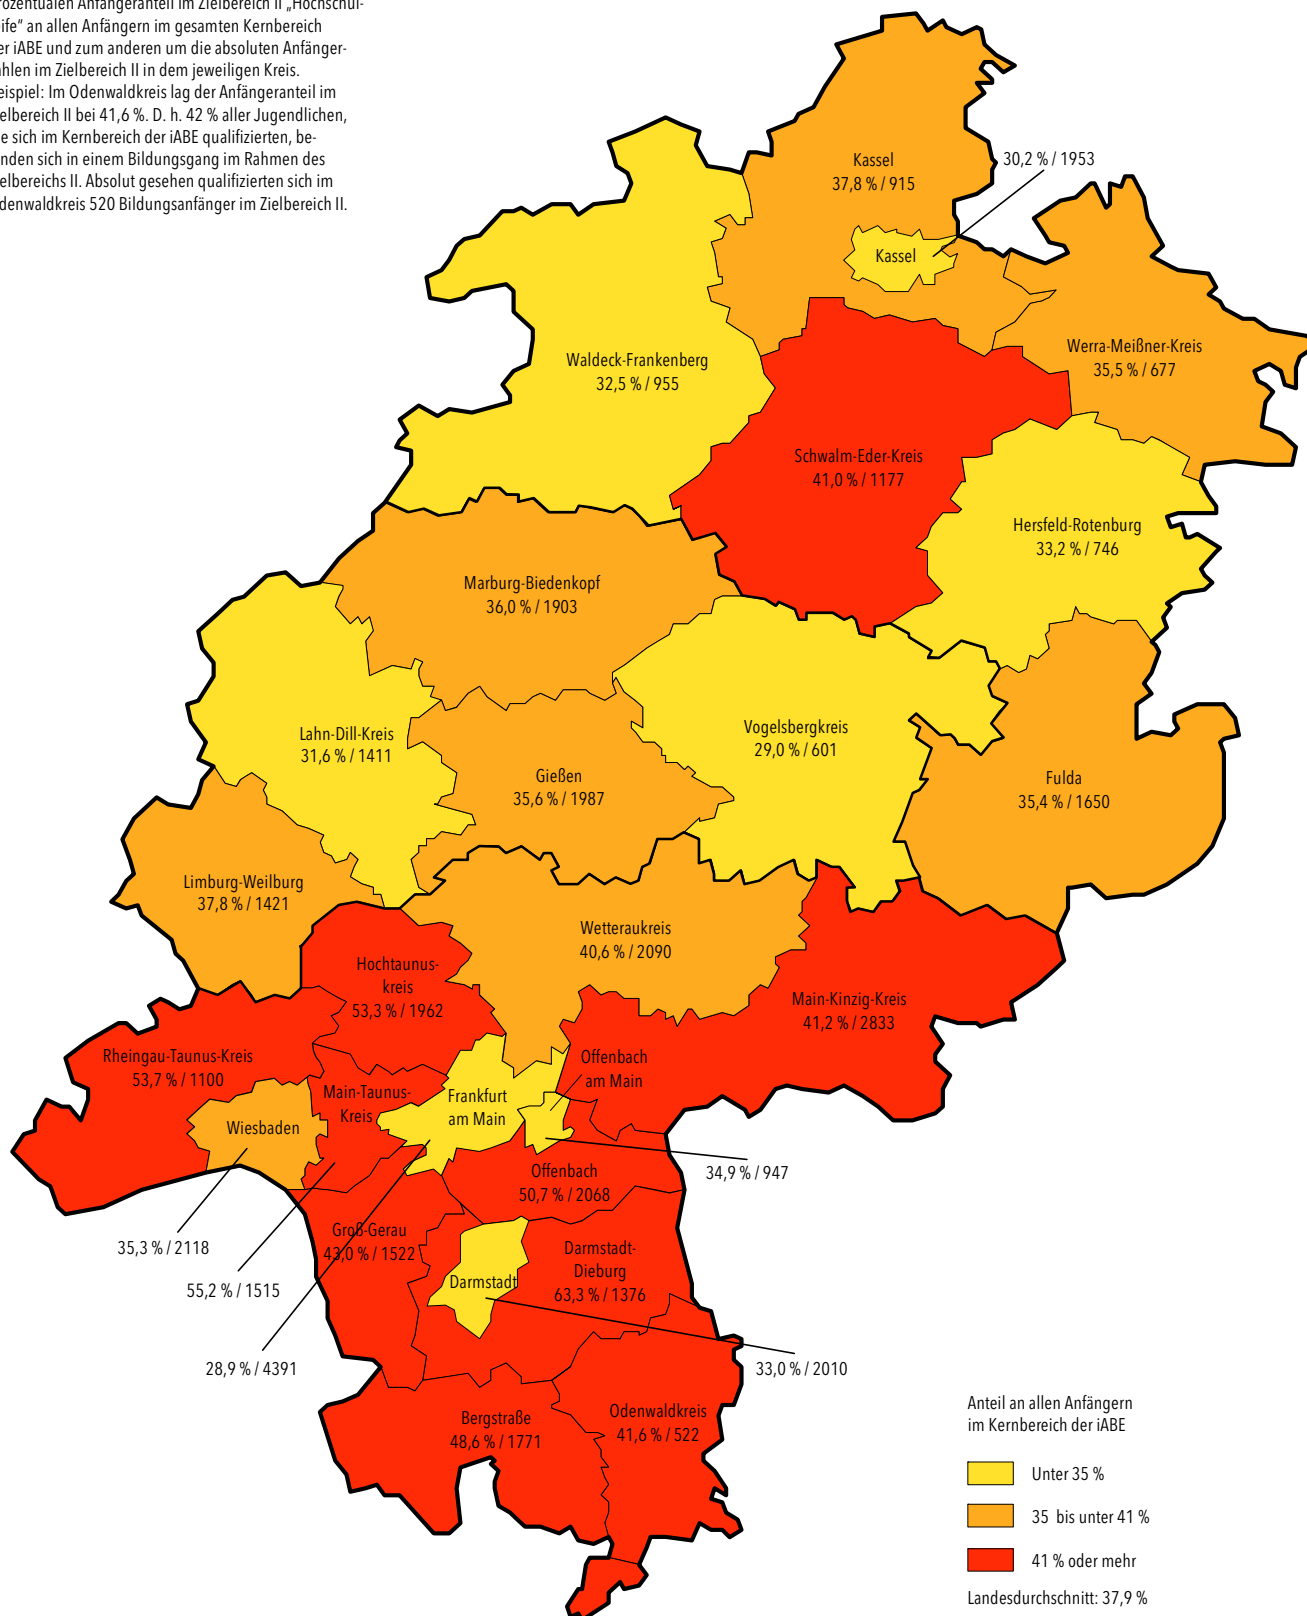 prozentualen Anfängeranteil im Zielbereich II „Hochschul-
eife“ an allen Anfängern im gesamten Kernbereich
er iABE und zum anderen um die absoluten Anfänger-
ahlen im Zielbereich II in dem jeweiligen Kreis.
eispiel: Im Odenwaldkreis lag der Anfängeranteil im
elbereich II bei 41,6 %. D. h. 42 % aller Jugendlichen,
e sich im Kernbereich der iABE qualifizierten, be-
nden sich in einem Bildungsgang im Rahmen des
elbereichs II. Absolut gesehen qualifizierten sich im
denwaldkreis 520 Bildungsanfänger im Zielbereich II.
Kassel
37,8 % / 915
30,2 % / 1953
Kassel
Werra-Meißner-Kreis
35,5 % / 677
Waldeck-Frankenberg
32,5 % / 955
Schwalm-Eder-Kreis
41,0 % / 1177
Hersfeld-Rotenburg
33,2 % / 746
Marburg-Biedenkopf
36,0 % / 1903
Lahn-Dill-Kreis
31,6 % / 1411
Vogelsbergkreis
29,0 % / 601
Gießen
35,6 % / 1987
Fulda
35,4 % / 1650
Limburg-Weilburg
37,8 % / 1421
Wetteraukreis
40,6 % / 2090
Hochtaunus-
kreis
53,3 % / 1962
Main-Kinzig-Kreis
41,2 % / 2833
Rheingau-Taunus-Kreis
53,7 % / 1100
Offenbach
am Main
Main-Taunus-
Kreis
Frankfurt
am Main
Wiesbaden
34,9 % / 947
Offenbach
50,7 % / 2068
Groß-Gerau
43,0 % / 1522
35,3 % / 2118
Darmstadt-
Dieburg
63,3 % / 1376
Darmstadt
55,2 % / 1515
28,9 % / 4391
33,0 % / 2010
Bergstraße
48,6 % / 1771
Odenwaldkreis
41,6 % / 522
Anteil an allen Anfängern
im Kernbereich der iABE
Unter 35 %
35 bis unter 41 %
41 % oder mehr
Landesdurchschnitt: 37,9 %